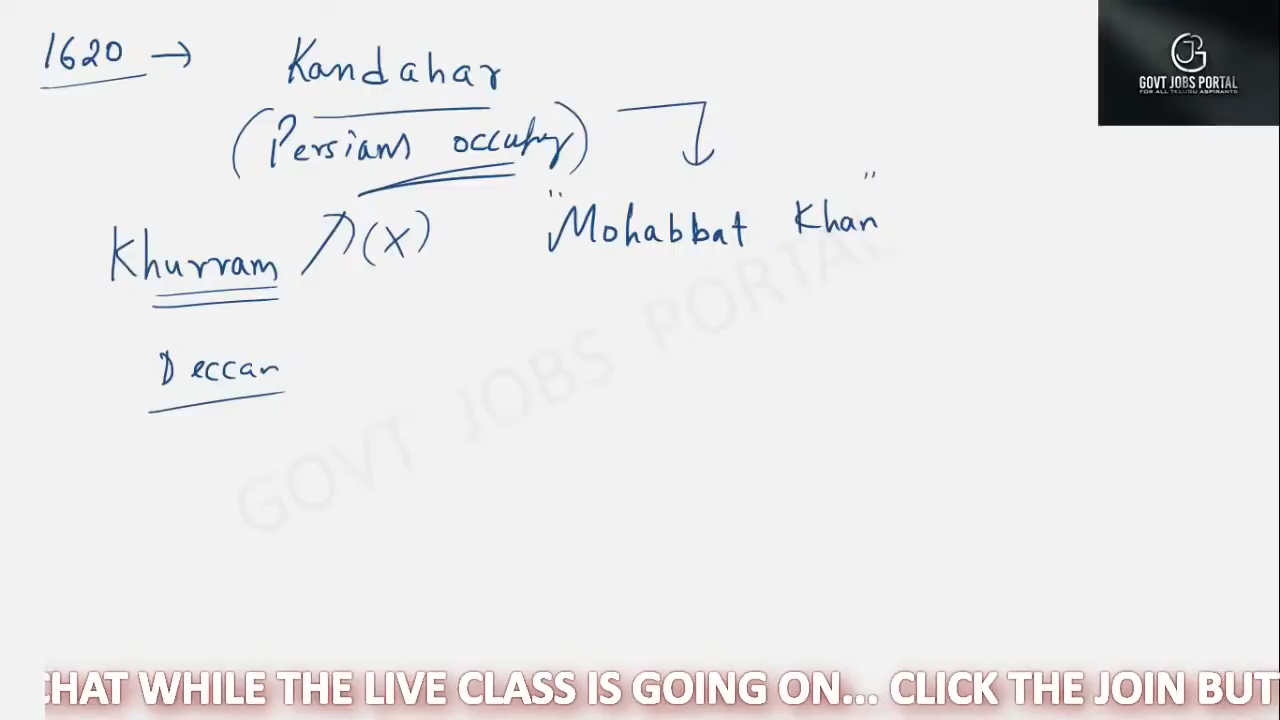 1620 → Kandahar
(Persians occupy)
"Mohabbat Khan"
Khurram (X)
Deccan
GOVT JOBS PORTAL
GOVT JOBS PORTAL
FOR ALL TELUGU ASPIRANTS
CHAT WHILE THE LIVE CLASS IS GOING ON... CLICK THE JOIN BUT